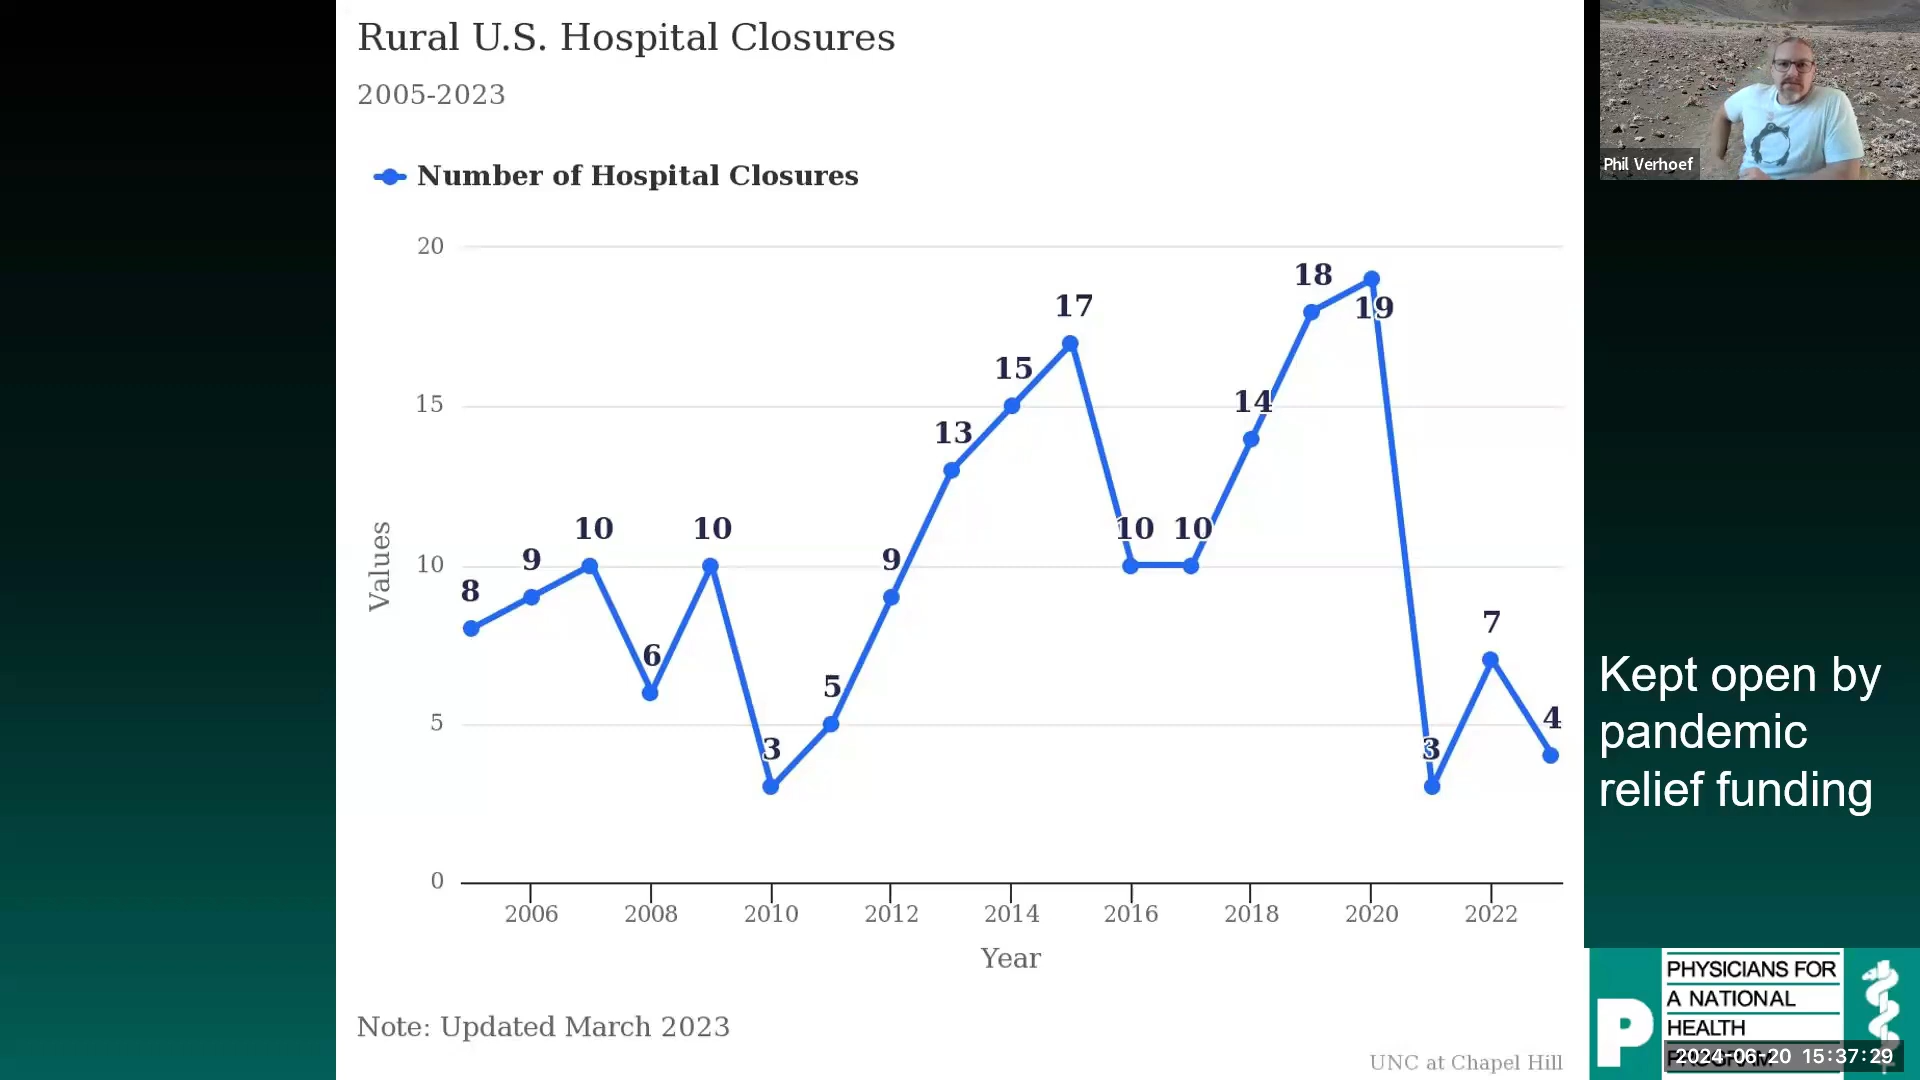 Rural U.S. Hospital Closures
2005-2023
Number of Hospital Closures
Values
20
15
10
5
0
8
9
10
6
10
3
5
9
13
15
17
10
10
14
18
19
3
7
4
2006
2008
2010
2012
2014
2016
2018
2020
2022
Year
Note: Updated March 2023
UNC at Chapel Hill
Phil Verhoef
Kept open by
pandemic
relief funding
P
PHYSICIANS FOR
A NATIONAL
HEALTH
PROGRAM
2024-06-20 15:37:29